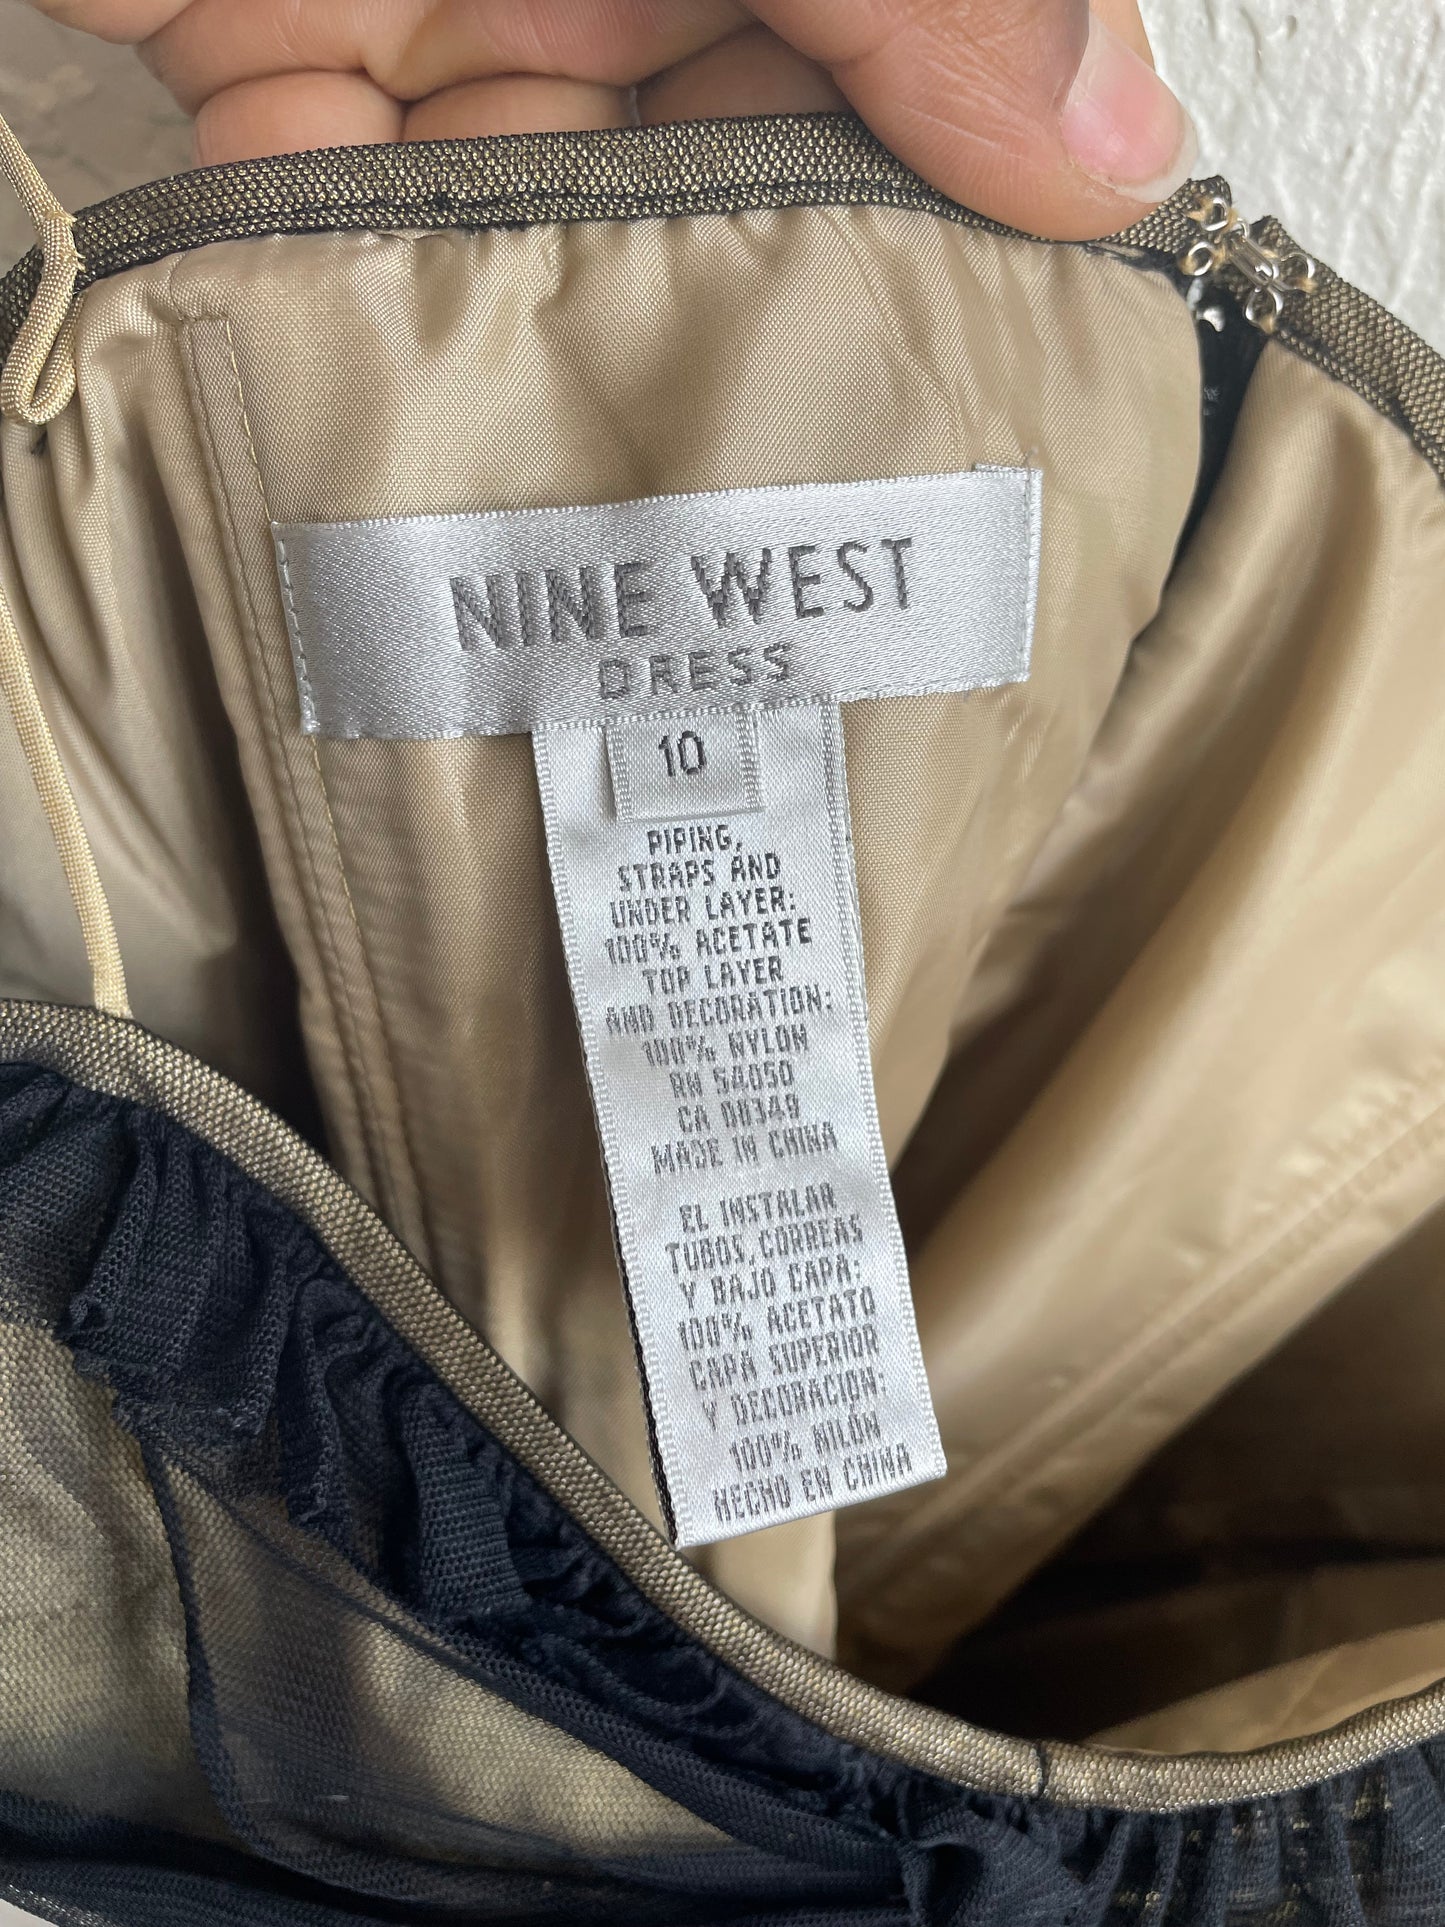 NINE WEST
DRESS
10
PIPING,
STRAPS AND
UNDER LAYER:
100% ACETATE
TOP LAYER
AND DECORATION:
100% NYLON
RN 54050
CA 08349
MADE IN CHINA
EL INSTALAR
TUBOS, CORREAS
Y BAJO CAPA:
100% ACETATO
CAPA SUPERIOR
Y DECORACION:
100% NILÓN
HECHO EN CHINA